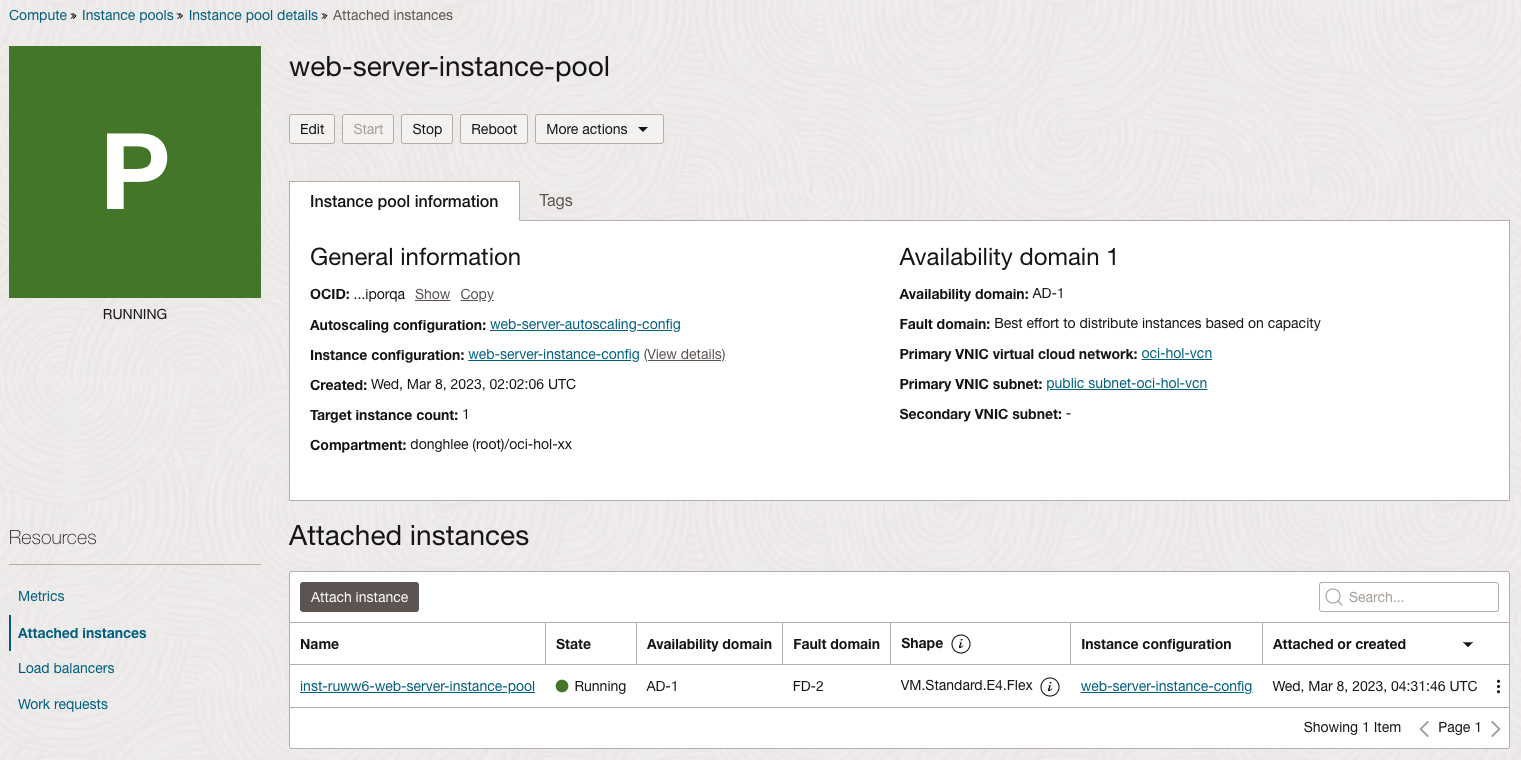 Compute » Instance pools » Instance pool details » Attached instances
P
RUNNING
web-server-instance-pool
Edit Start Stop Reboot More actions
Instance pool information Tags
General information
OCID: ...iporqa Show Copy
Autoscaling configuration: web-server-autoscaling-config
Instance configuration: web-server-instance-config (View details)
Created: Wed, Mar 8, 2023, 02:02:06 UTC
Target instance count: 1
Compartment: donghlee (root)/oci-hol-xx
Availability domain 1
Availability domain: AD-1
Fault domain: Best effort to distribute instances based on capacity
Primary VNIC virtual cloud network: oci-hol-vcn
Primary VNIC subnet: public subnet-oci-hol-vcn
Secondary VNIC subnet: -
Resources
Metrics
Attached instances
Load balancers
Work requests
Attached instances
Attach instance Search...
Name State Availability domain Fault domain Shape i Instance configuration Attached or created
inst-ruww6-web-server-instance-pool Running AD-1 FD-2 VM.Standard.E4.Flex i web-server-instance-config Wed, Mar 8, 2023, 04:31:46 UTC
Showing 1 Item Page 1